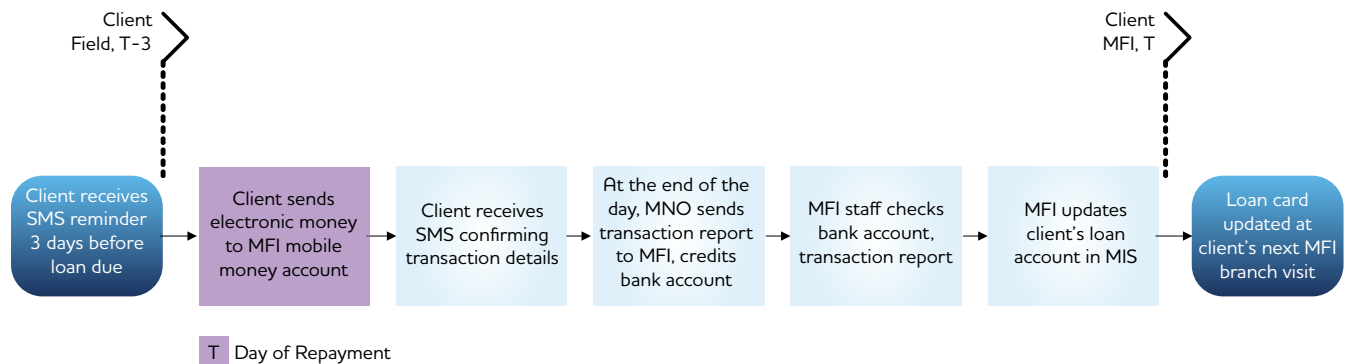 Client
Field, T-3
Client
MFI, T
Client receives
SMS reminder
3 days before
loan due
Client sends
electronic money
to MFI mobile
money account
Client receives
SMS confirming
transaction details
At the end of the
day, MNO sends
transaction report
to MFI, credits
bank account
MFI staff checks
bank account,
transaction report
MFI updates
client’s loan
account in MIS
Loan card
updated at
client’s next MFI
branch visit
T Day of Repayment